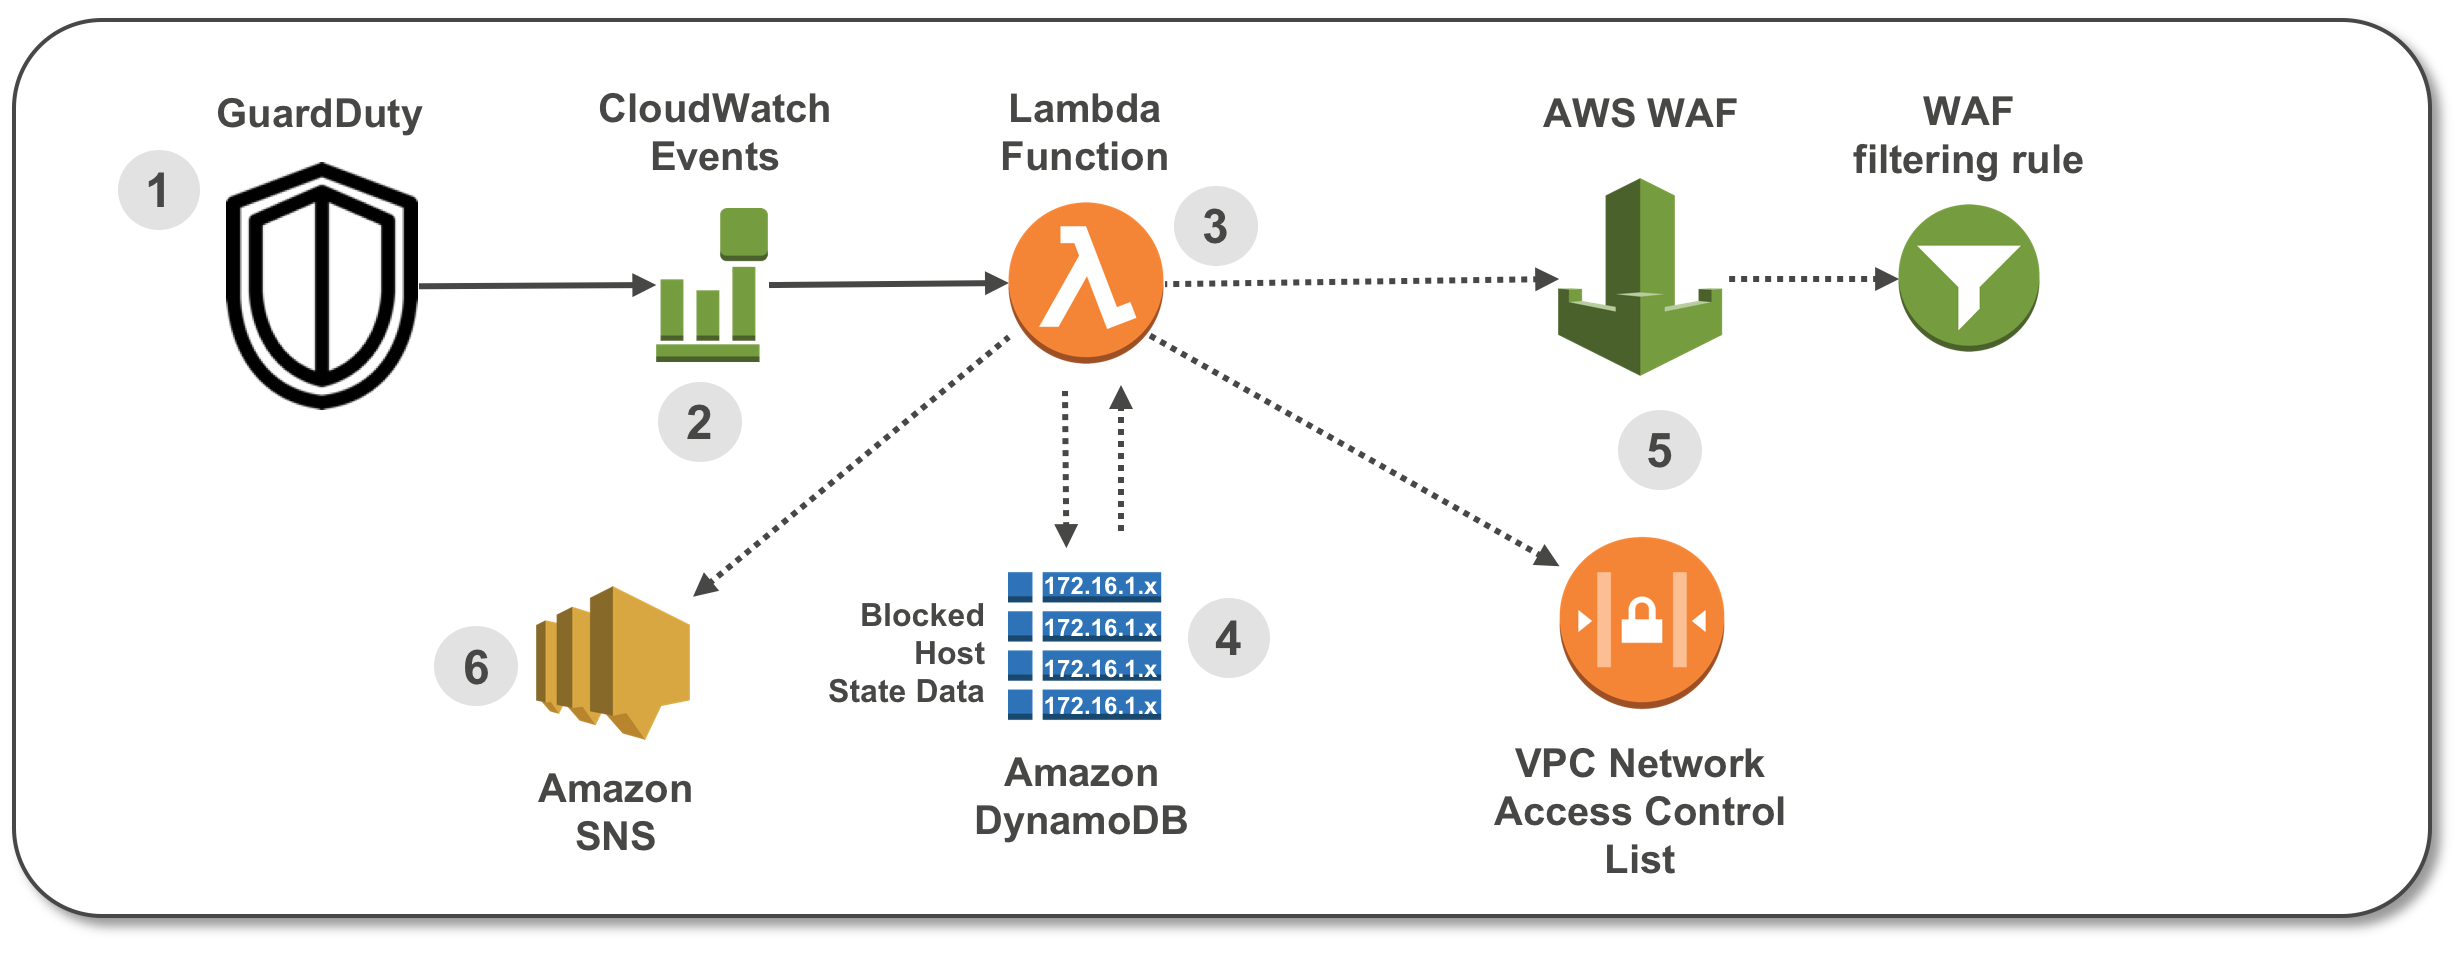 GuardDuty
1
CloudWatch
Events
2
Lambda
Function
3
AWS WAF
WAF
filtering rule
5
VPC Network
Access Control
List
Blocked
Host
State Data
172.16.1.x
172.16.1.x
172.16.1.x
172.16.1.x
4
Amazon
DynamoDB
6
Amazon
SNS